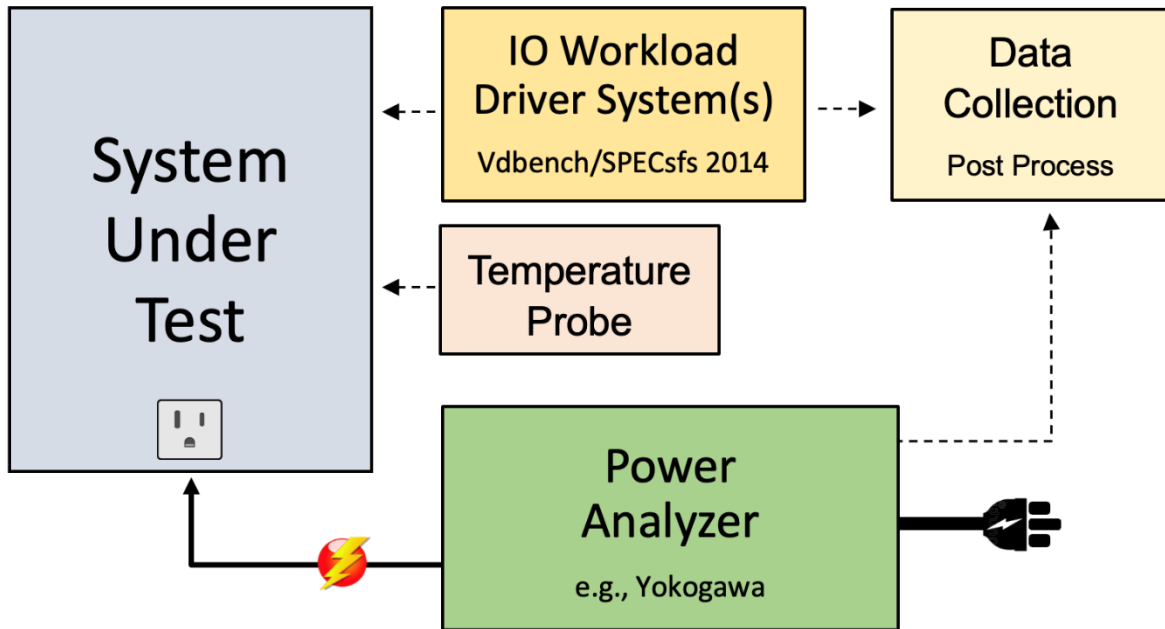 System
Under
Test
IO Workload
Driver System(s)
Vdbench/SPECsfs 2014
Data
Collection
Post Process
Temperature
Probe
Power
Analyzer
e.g., Yokogawa